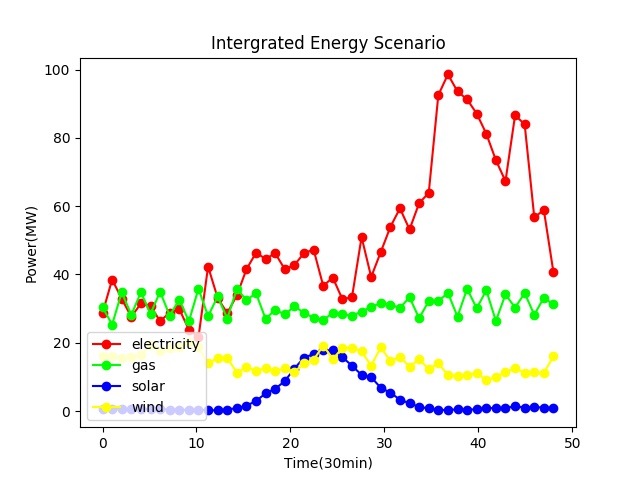 Intergrated Energy Scenario
Power(MW)
100
80
60
40
20
0
electricity
gas
solar
wind
0 10 20 30 40 50
Time(30min)